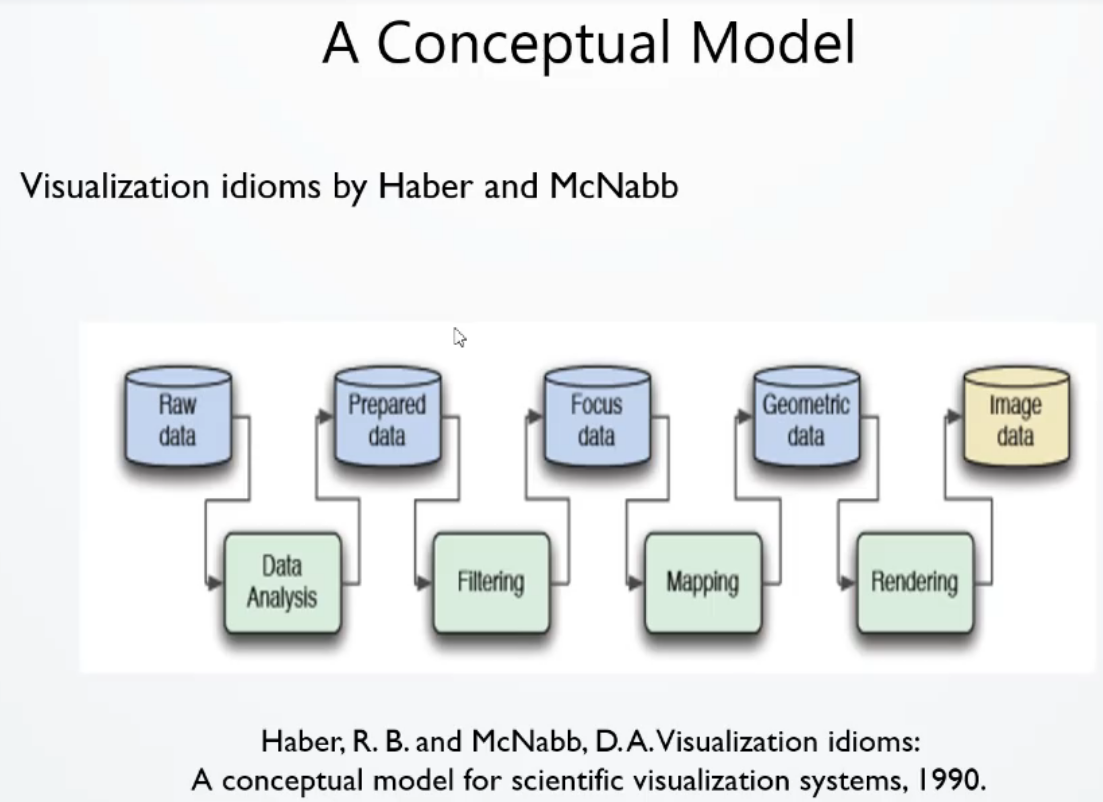 A Conceptual Model
Visualization idioms by Haber and McNabb
Raw
data
Prepared
data
Focus
data
Geometric
data
Image
data
Data
Analysis
Filtering
Mapping
Rendering
Haber, R. B. and McNabb, D.A.Visualization idioms:
A conceptual model for scientific visualization systems, 1990.